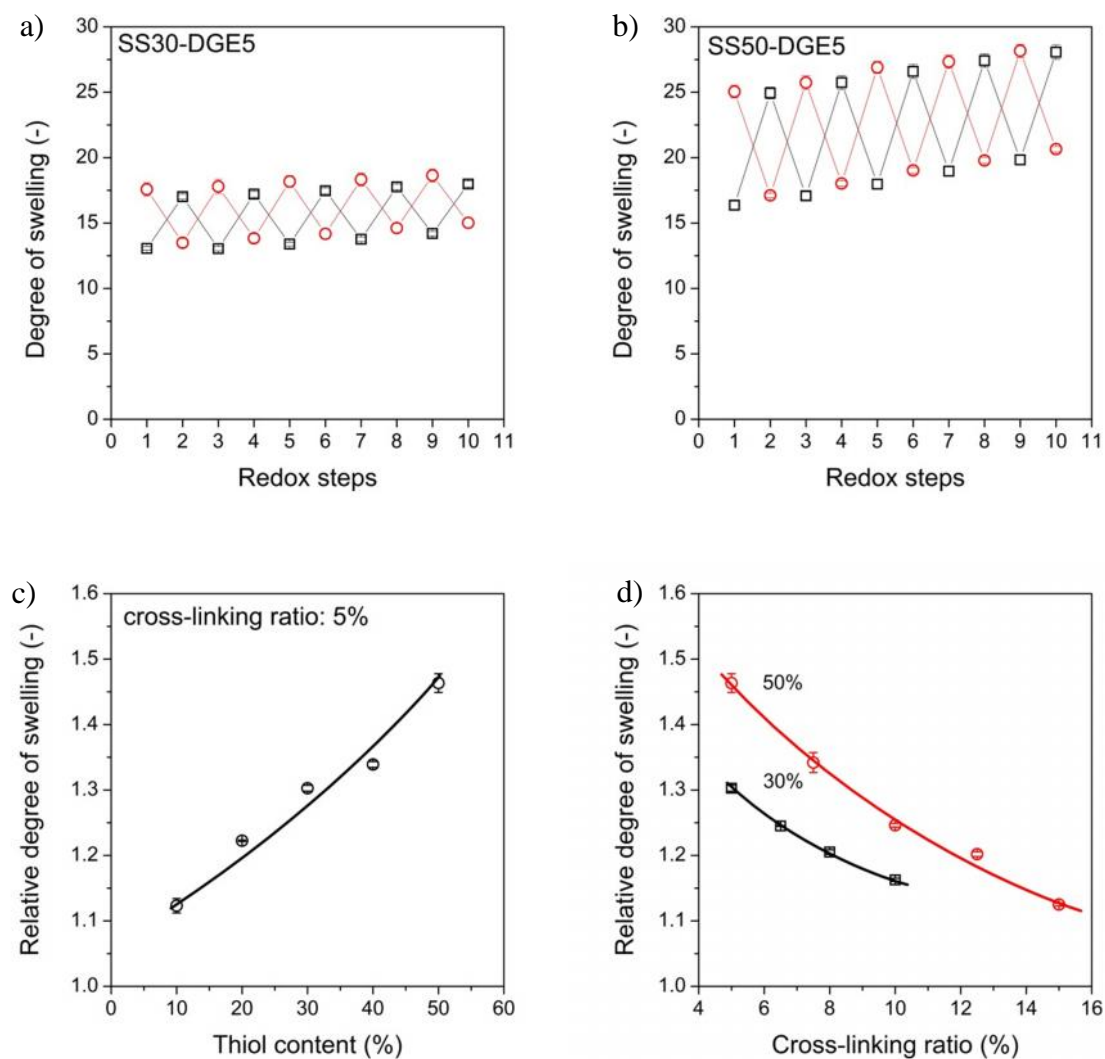 a)
SS30-DGE5
30
25
20
15
10
5
0
Degree of swelling (-)
0 1 2 3 4 5 6 7 8 9 10 11
Redox steps
b)
SS50-DGE5
30
25
20
15
10
5
0
Degree of swelling (-)
0 1 2 3 4 5 6 7 8 9 10 11
Redox steps
c)
cross-linking ratio: 5%
1.6
1.5
1.4
1.3
1.2
1.1
1.0
Relative degree of swelling (-)
0 10 20 30 40 50 60
Thiol content (%)
d)
50%
30%
1.6
1.5
1.4
1.3
1.2
1.1
1.0
Relative degree of swelling (-)
4 6 8 10 12 14 16
Cross-linking ratio (%)